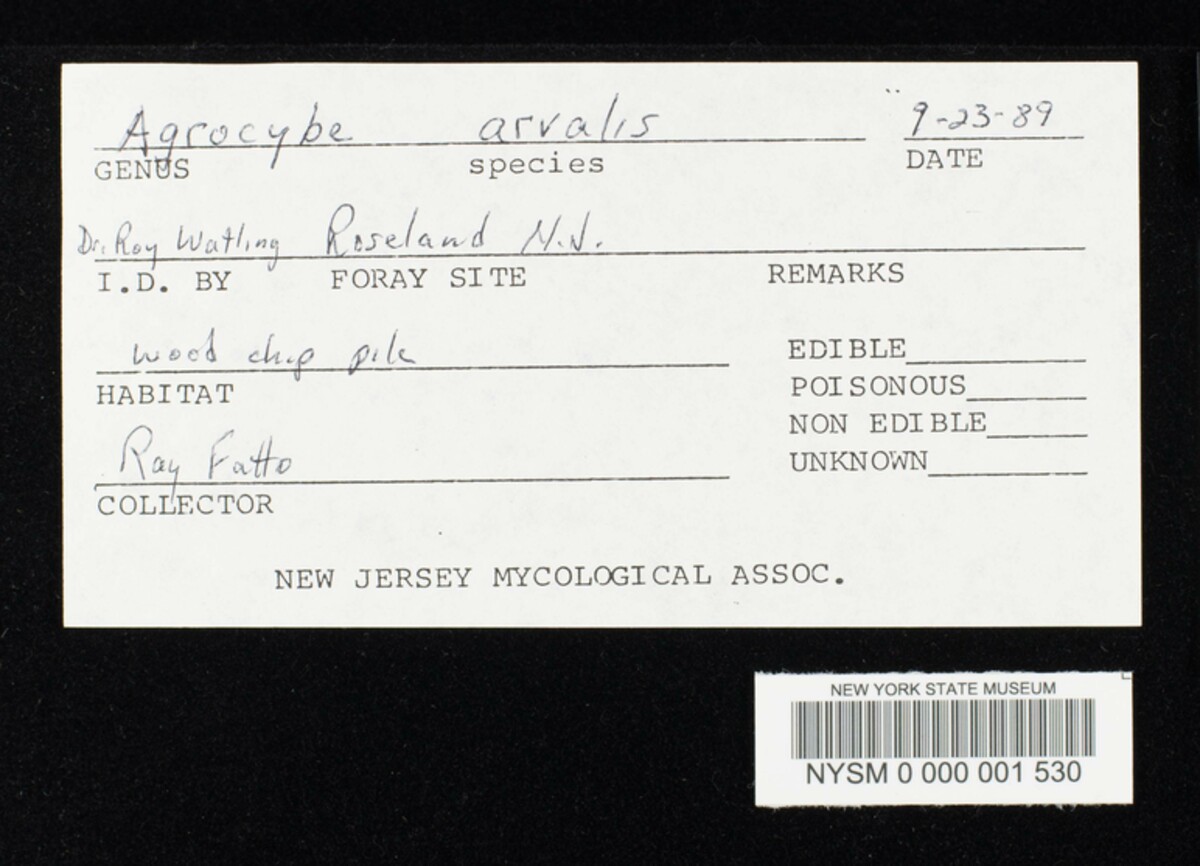 Agrocybe arvalis 9-23-89
GENUS species DATE
Dr. Roy Watling Roseland N.J.
I.D. BY FORAY SITE REMARKS
wood chip pile
HABITAT
EDIBLE
POISONOUS
NON EDIBLE
UNKNOWN
Ray Fatto
COLLECTOR
NEW JERSEY MYCOLOGICAL ASSOC.
NEW YORK STATE MUSEUM
NYSM 0 000 001 530